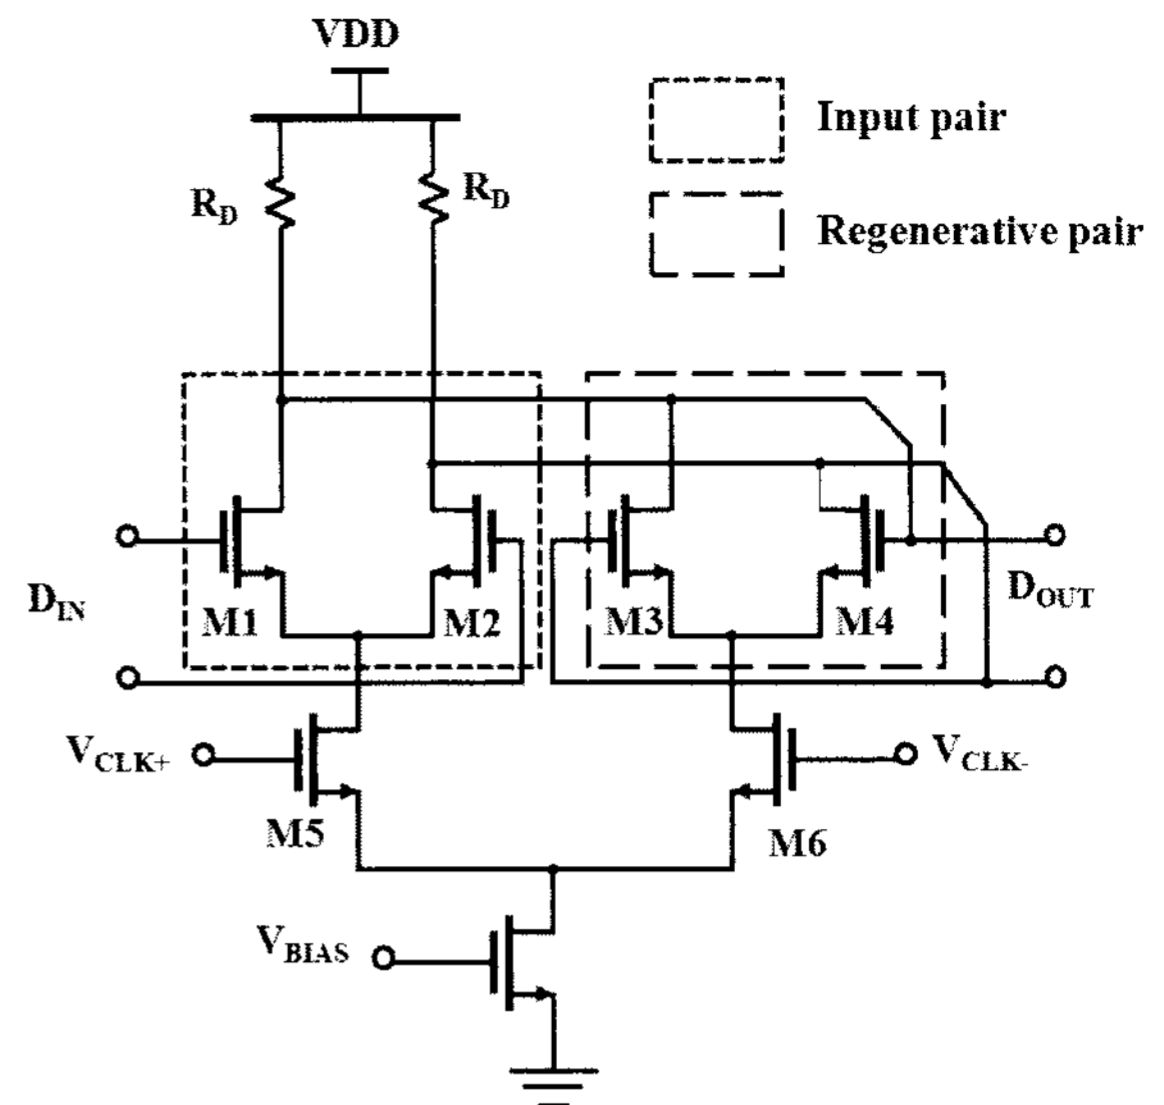 VDD
Input pair
R_D
R_D
Regenerative pair
D_IN
M1
M2
M3
M4
D_OUT
V_CLK+
V_CLK-
M5
M6
V_BIAS